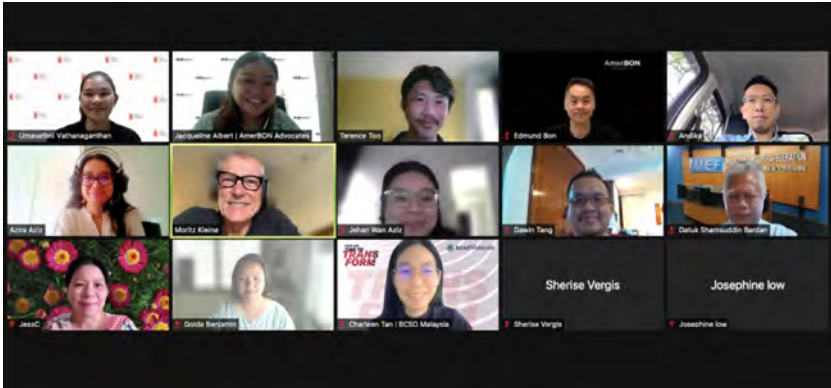 AmerBON
Umavathni Vathanaganthan
Jacqueline Albert | AmerBON Advocates
Terence Too
Edmund Bon
Andika
MEF
Azira Aziz
Moritz Kleine
Jehan Wan Aziz
Dawin Tang
Datuk Shamsuddin Bardan
TRANS
FORM!
Sherise Vergis
Josephine low
JessC
Golda Benjamin
Charleen Tan | BCSD Malaysia
Sherise Vergis
Josephine low